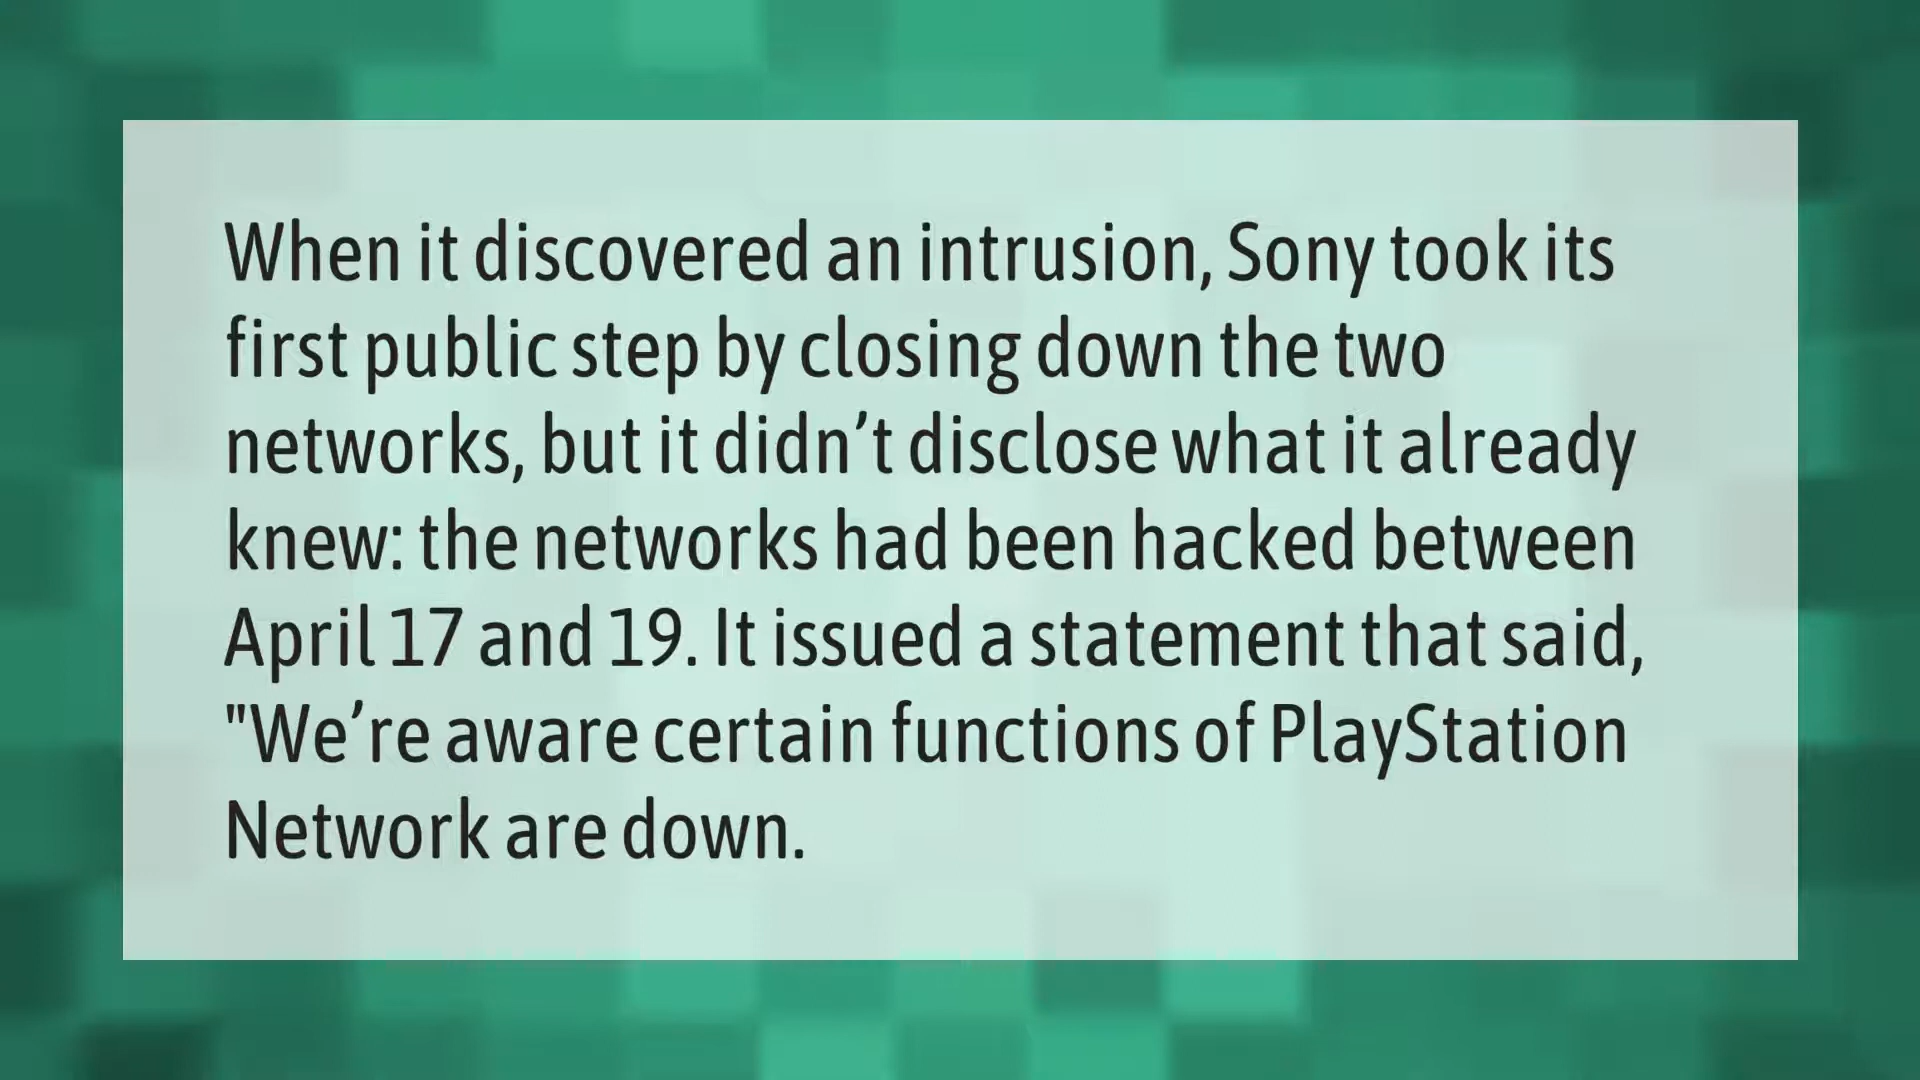 When it discovered an intrusion, Sony took its
first public step by closing down the two
networks, but it didn’t disclose what it already
knew: the networks had been hacked between
April 17 and 19. It issued a statement that said,
"We’re aware certain functions of PlayStation
Network are down.